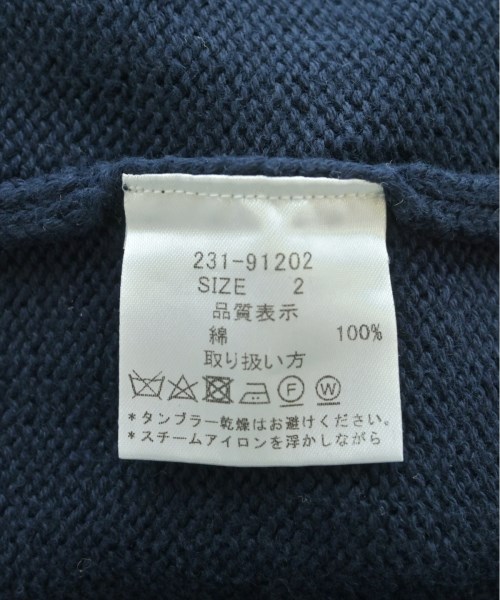 231-91202
SIZE 2
品質表示
綿 100%
取り扱い方
F W
*タンブラー乾燥はお避けください。
*スチームアイロンを浮かしながら